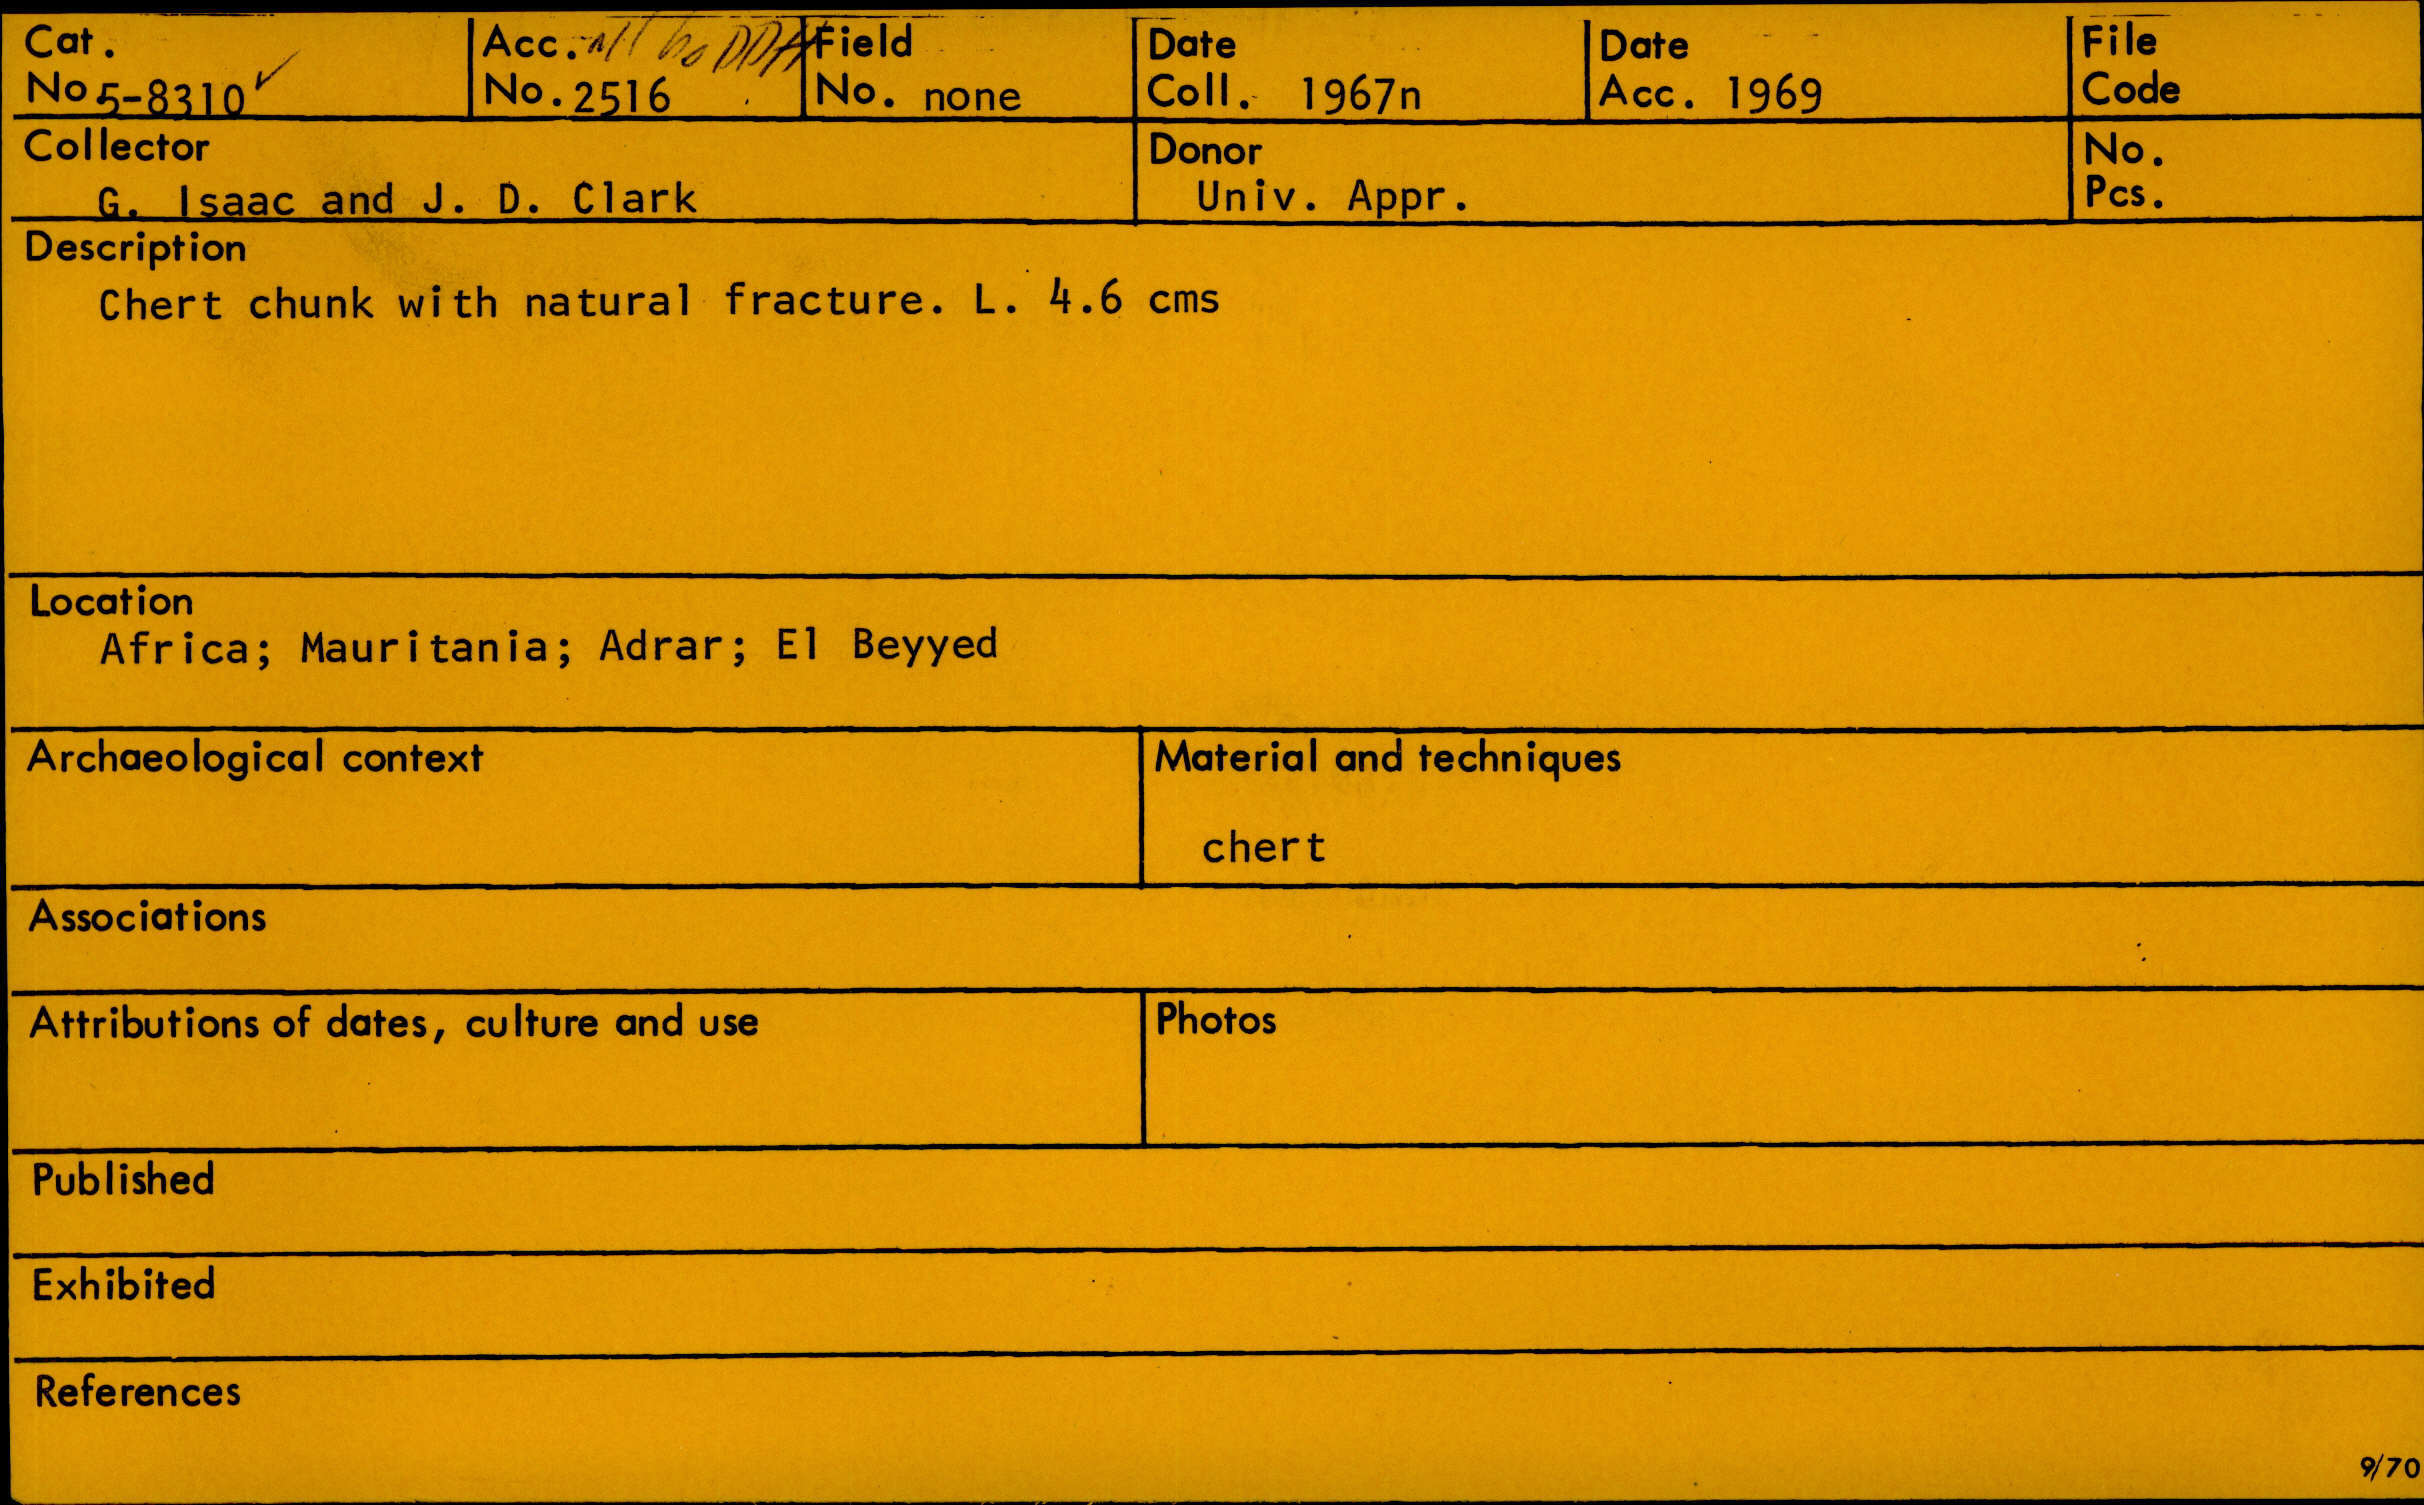 Cat.
No 5-8310 ✓
Acc.
No. 2516
Field
No. none
Date
Coll. 1967n
Date
Acc. 1969
File
Code
Collector
G. Isaac and J. D. Clark
Donor
Univ. Appr.
No.
Pcs.
Description
Chert chunk with natural fracture. L. 4.6 cms
Location
Africa; Mauritania; Adrar; El Beyyed
Archaeological context
Material and techniques
chert
Associations
Attributions of dates, culture and use
Photos
Published
Exhibited
References
9/70